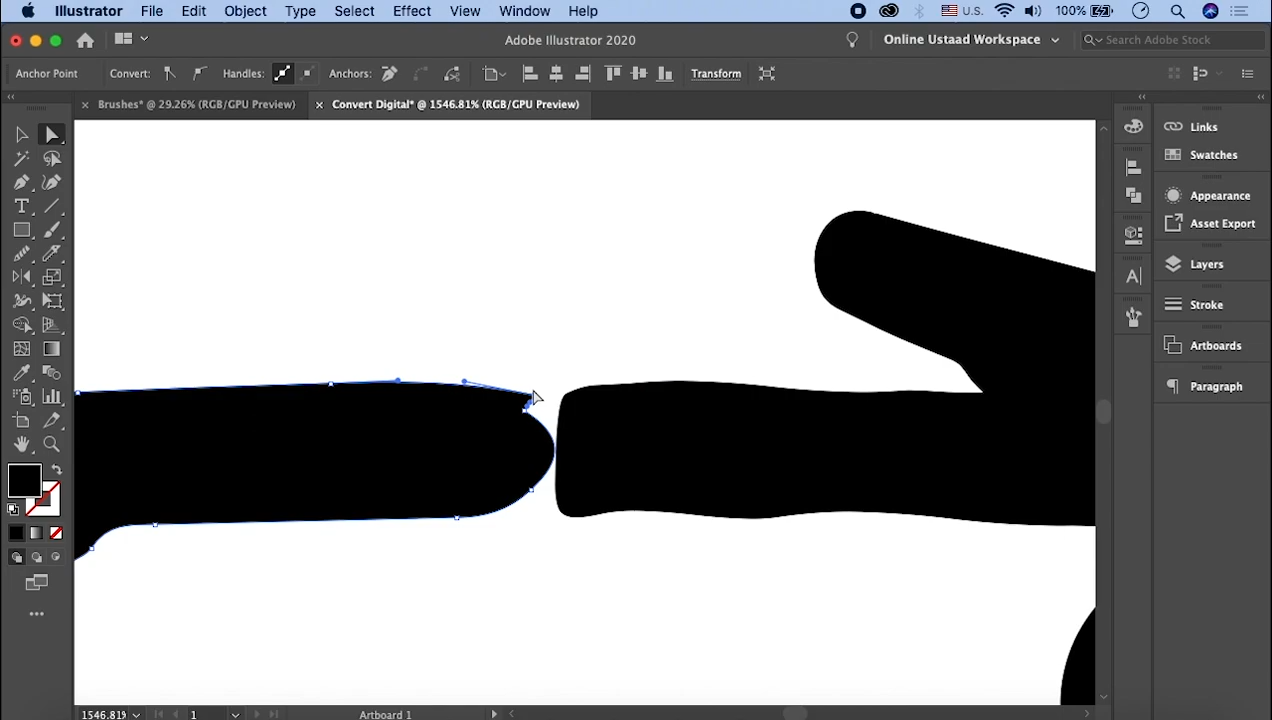 Illustrator File Edit Object Type Select Effect View Window Help U.S. 100%
Adobe Illustrator 2020 Online Ustaad Workspace Search Adobe Stock
Anchor Point Convert: Handles: Anchors: Transform
Brushes* @ 29.26% (RGB/GPU Preview) Convert Digital* @ 1546.81% (RGB/GPU Preview)
Links
Swatches
Appearance
Asset Export
Layers
Stroke
Artboards
Paragraph
1546.81% 1 Artboard 1